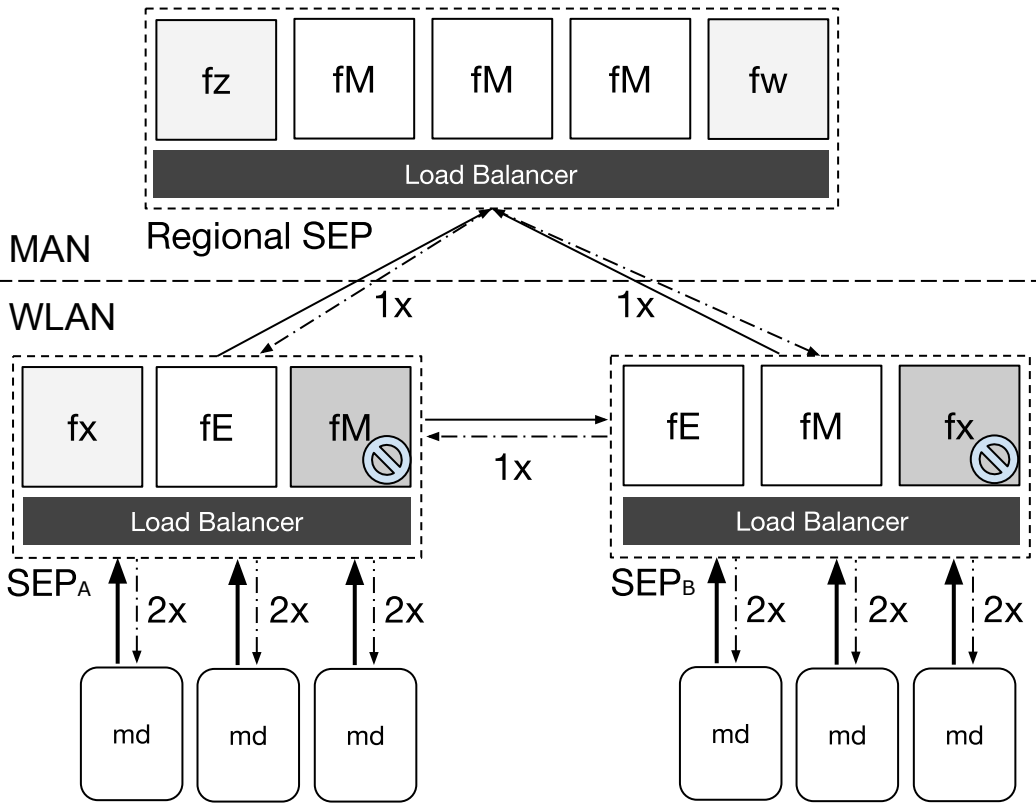 fz fM fM fM fw
Load Balancer
Regional SEP
MAN
WLAN
1x 1x
fx fE fM
fE fM fx
1x
Load Balancer
Load Balancer
SEPA
SEPB
2x 2x 2x
2x 2x 2x
md md md
md md md